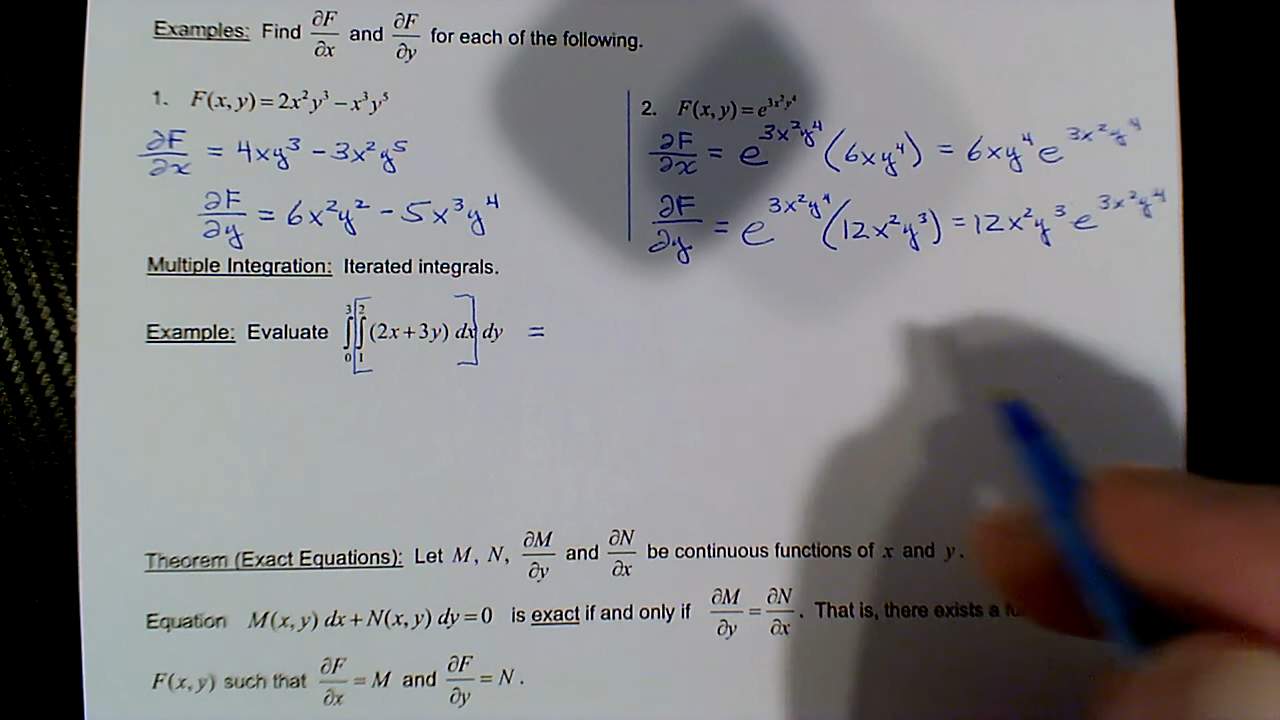 Examples: Find ∂F/∂x and ∂F/∂y for each of the following.
1. F(x, y) = 2x²y³ − x³y⁵
∂F/∂x = 4xy³ − 3x²y⁵
∂F/∂y = 6x²y² − 5x³y⁴
2. F(x, y) = e^{3x²y⁴}
∂F/∂x = e^{3x²y⁴} (6xy⁴) = 6xy⁴ e^{3x²y⁴}
∂F/∂y = e^{3x²y⁴} (12x²y³) = 12x²y³ e^{3x²y⁴}
Multiple Integration: Iterated integrals.
Example: Evaluate ∫₀³ [∫₁² (2x + 3y) dx] dy =
Theorem (Exact Equations): Let M, N, ∂M/∂y and ∂N/∂x be continuous functions of x and y.
Equation M(x, y) dx + N(x, y) dy = 0 is exact if and only if ∂M/∂y = ∂N/∂x. That is, there exists a
F(x, y) such that ∂F/∂x = M and ∂F/∂y = N.